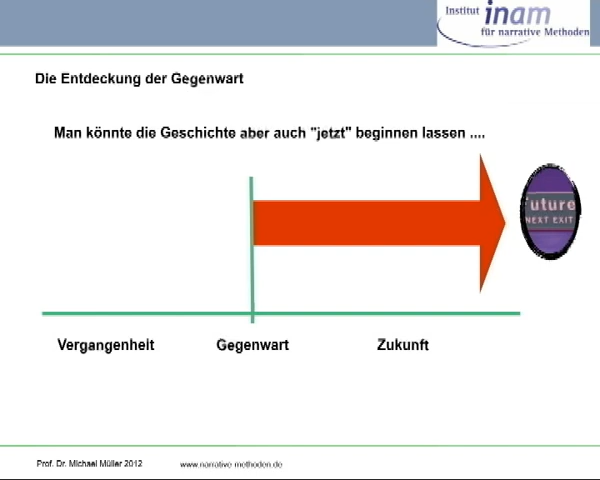 Institut inam
für narrative Methoden
Die Entdeckung der Gegenwart
Man könnte die Geschichte aber auch "jetzt" beginnen lassen ....
uture
NEXT EXIT
Vergangenheit Gegenwart Zukunft
Prof. Dr. Michael Müller 2012 www.narrative-methoden.de